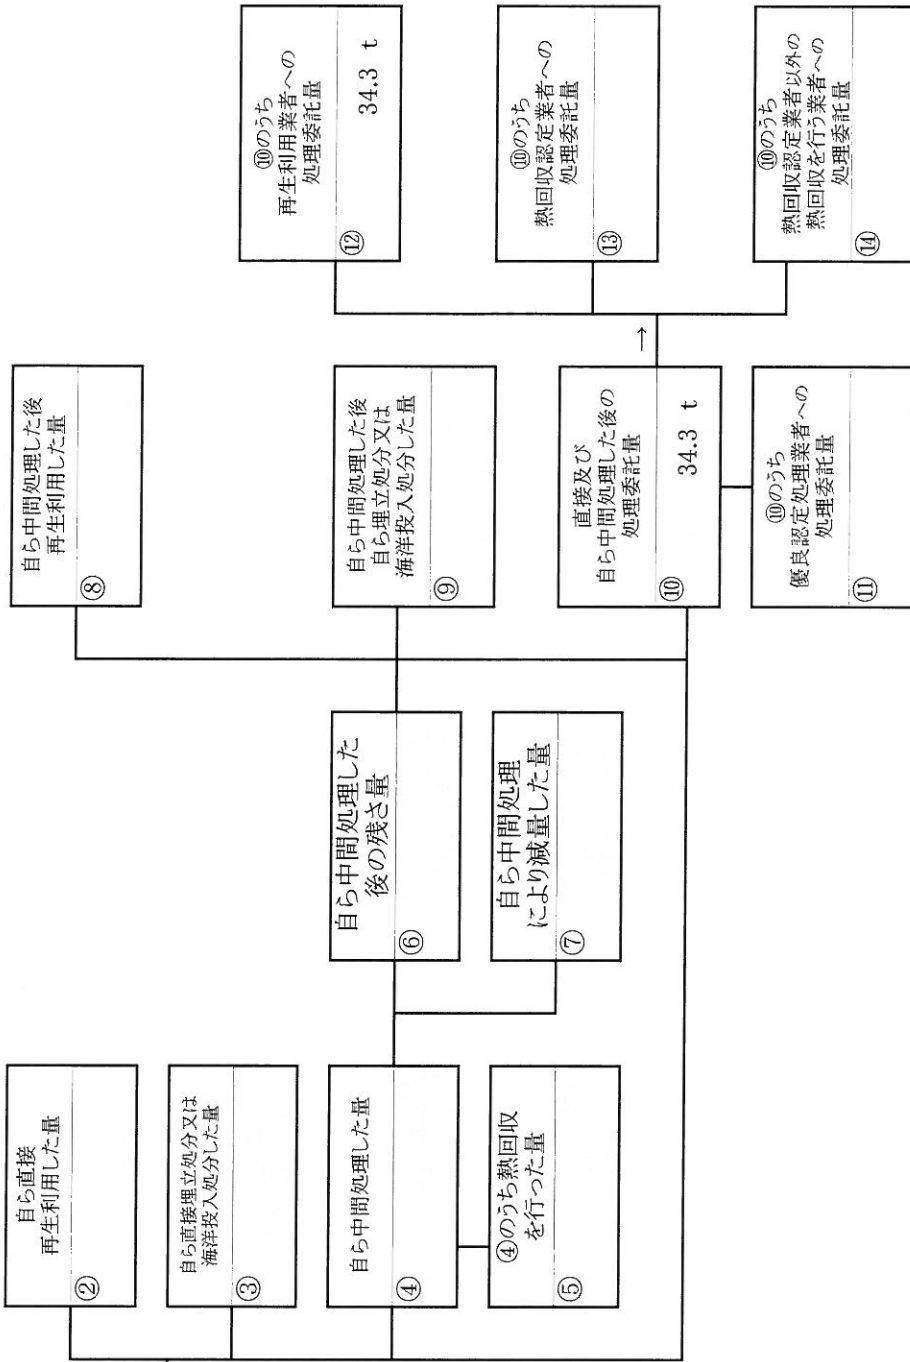 自ら直接
再生利用した量
②
自ら直接埋立処分又は
海洋投入処分した量
③
自ら中間処理した量
④
④のうち熱回収
を行った量
⑤
自ら中間処理した
後の残さ量
⑥
自ら中間処理
により減量した量
⑦
自ら中間処理した後
再生利用した量
⑧
自ら中間処理した後
自ら埋立処分又は
海洋投入処分した量
⑨
直接及び
自ら中間処理した後の
処理委託量
⑩
34.3 t
⑩のうち
優良認定処理業者への
処理委託量
⑪
→
⑩のうち
再生利用業者への
処理委託量
⑫
34.3 t
⑩のうち
熱回収認定業者への
処理委託量
⑬
⑩のうち
熱回収認定業者以外の
熱回収を行う業者への
処理委託量
⑭